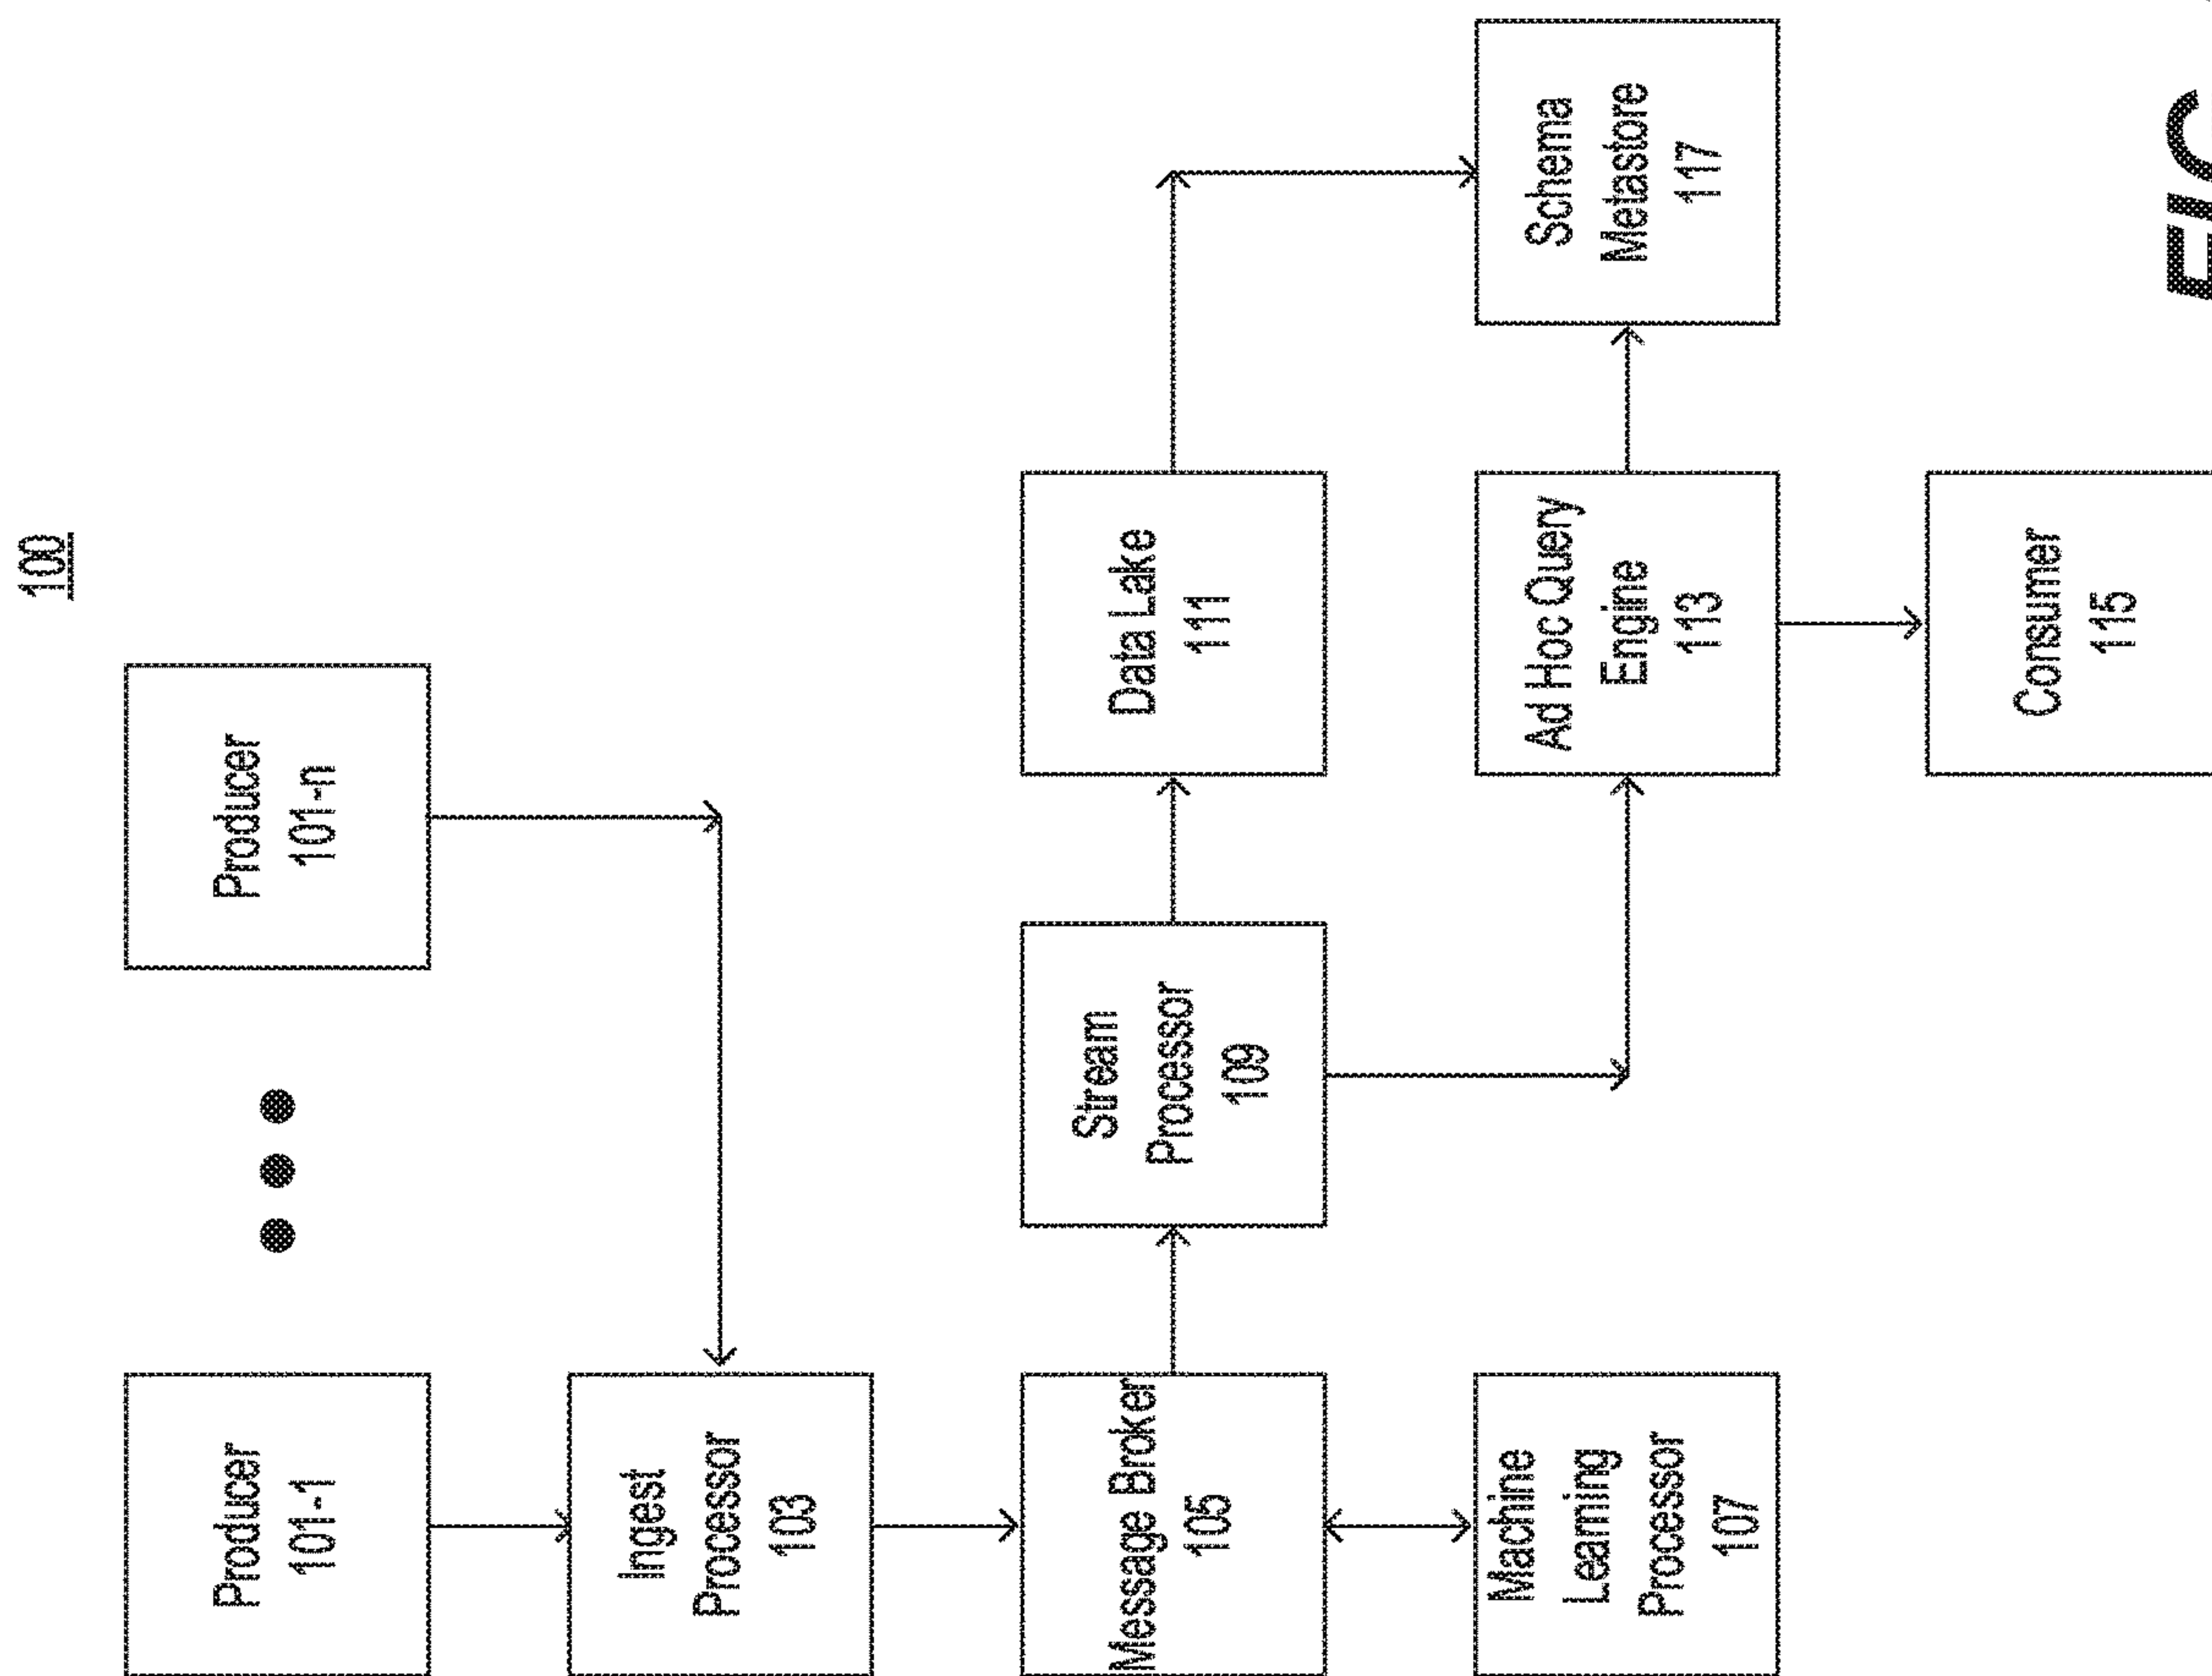 100
Producer
101-1
Producer
101-n
Ingest
Processor
103
Message Broker
105
Stream
Processor
109
Data Lake
111
Machine
Learning
Processor
107
Ad Hoc Query
Engine
113
Schema
Metastore
117
Consumer
115